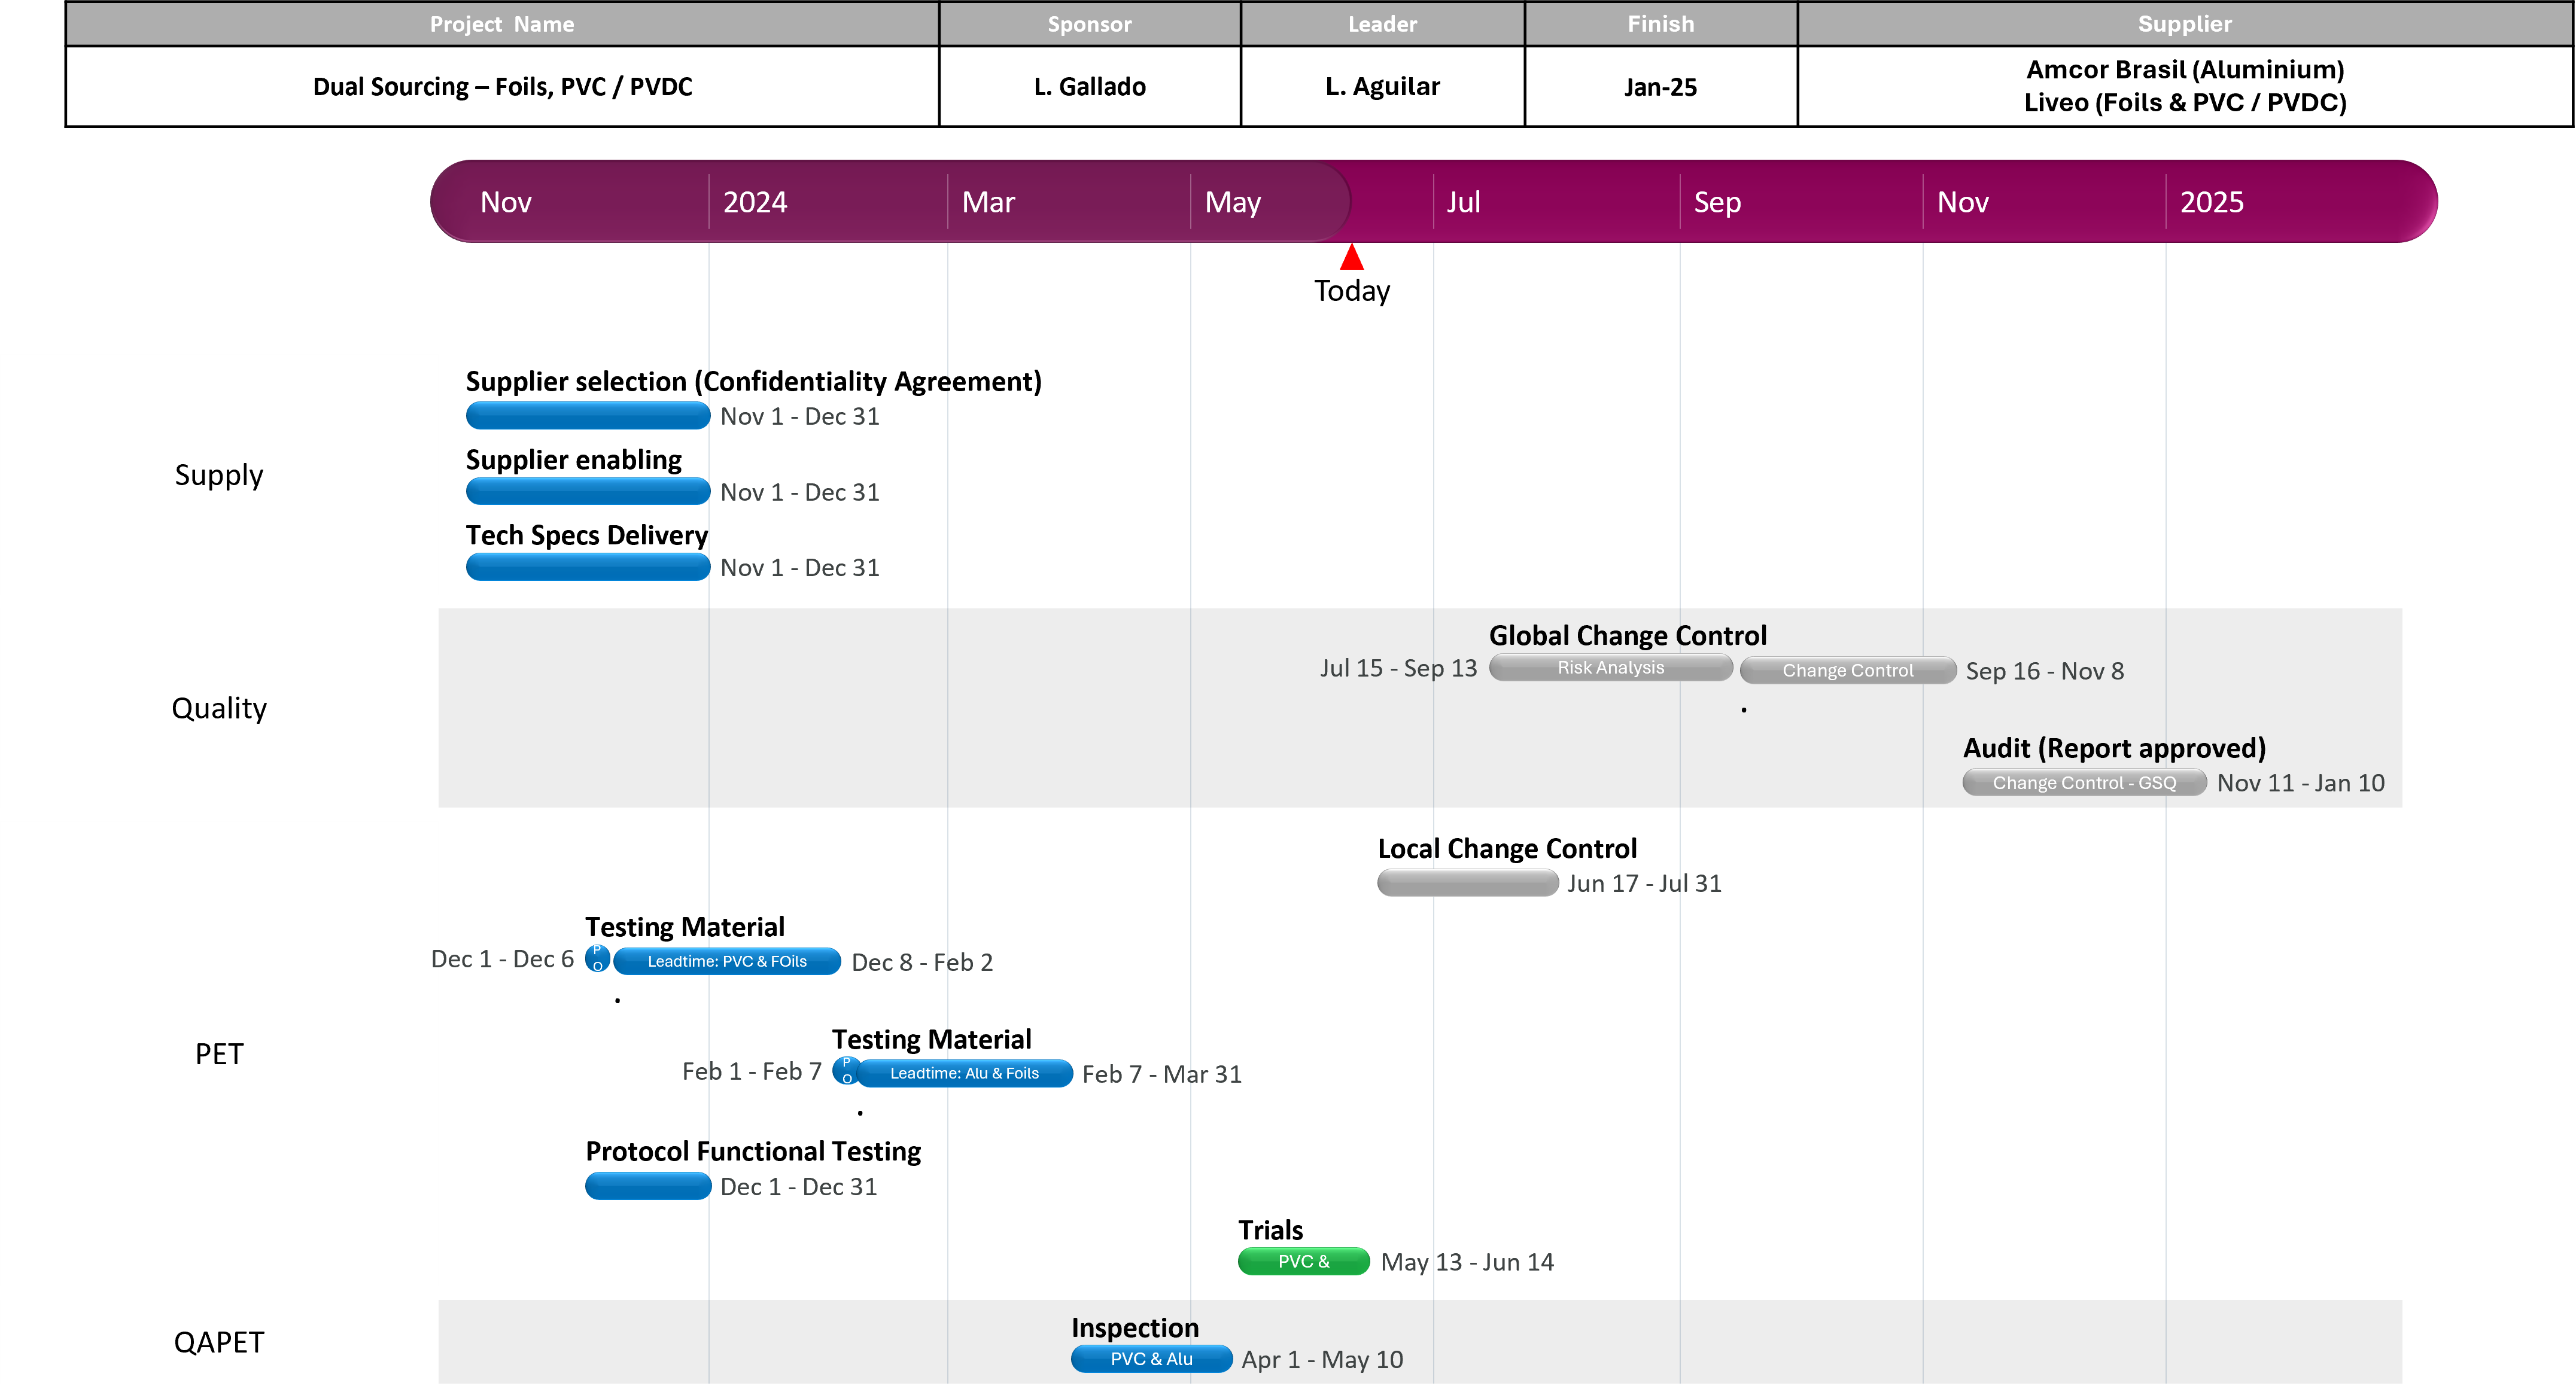 Project  Name
Sponsor
Leader
Finish
Supplier
Dual Sourcing – Foils, PVC / PVDC
L. Gallado
L. Aguilar
Jan-25
Amcor Brasil (Aluminium)
Liveo (Foils & PVC / PVDC)
Nov
2024
Mar
May
Jul
Sep
Nov
2025
Today
Supply
Supplier selection (Confidentiality Agreement)
Nov 1 - Dec 31
Supplier enabling
Nov 1 - Dec 31
Tech Specs Delivery
Nov 1 - Dec 31
Quality
Global Change Control
Jul 15 - Sep 13
Risk Analysis
Change Control
Sep 16 - Nov 8
.
Audit (Report approved)
Change Control - GSQ
Nov 11 - Jan 10
PET
Local Change Control
Jun 17 - Jul 31
Testing Material
Dec 1 - Dec 6
P
O
Leadtime: PVC & FOils
Dec 8 - Feb 2
.
Testing Material
Feb 1 - Feb 7
P
O
Leadtime: Alu & Foils
Feb 7 - Mar 31
.
Protocol Functional Testing
Dec 1 - Dec 31
Trials
PVC &
May 13 - Jun 14
QAPET
Inspection
PVC & Alu
Apr 1 - May 10